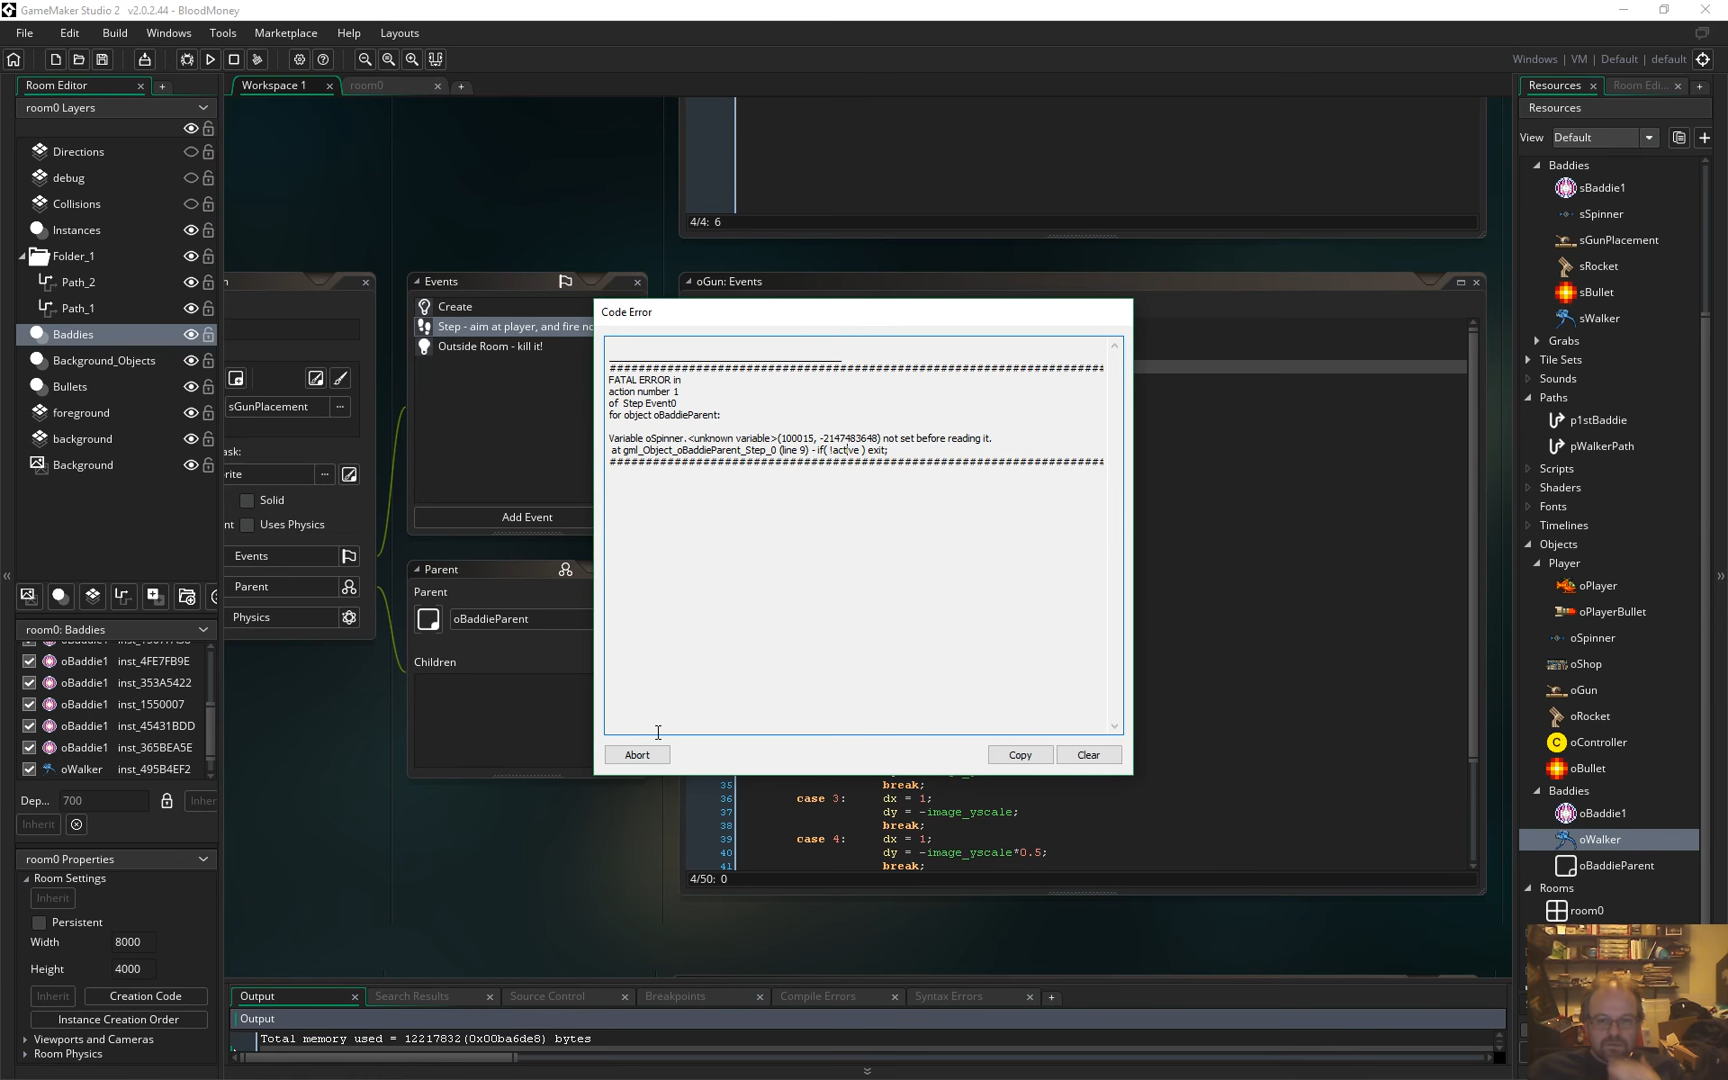 GameMaker Studio 2 v2.0.2.44 - BloodMoney
File Edit Build Windows Tools Marketplace Help Layouts
Windows | VM | Default | default
Room Editor
room0 Layers
Directions
debug
Collisions
Instances
Folder_1
Path_2
Path_1
Baddies
Background_Objects
Bullets
foreground
background
Background
room0: Baddies
oBaddie1 inst_4FE7FB9E
oBaddie1 inst_353A5422
oBaddie1 inst_1550007
oBaddie1 inst_45431BDD
oBaddie1 inst_365BEA5E
oWalker inst_495B4EF2
Dep... 700 Inher
Inherit
room0 Properties
Room Settings
Inherit
Persistent
Width 8000
Height 4000
Inherit Creation Code
Instance Creation Order
Viewports and Cameras
Room Physics
Workspace 1 room0
4/4: 6
sGunPlacement ...
ask:
rite ...
Solid
nt Uses Physics
Events
Parent
Physics
Events
Create
Step - aim at player, and fire no
Outside Room - kill it!
Add Event
Parent
Parent
oBaddieParent
Children
oGun: Events
Code Error
############################################################
FATAL ERROR in
action number 1
of Step Event0
for object oBaddieParent:
Variable oSpinner.<unknown variable>(100015, -2147483648) not set before reading it.
at gml_Object_oBaddieParent_Step_0 (line 9) - if( !active ) exit;
############################################################
Abort Copy Clear
35 break;
36 case 3: dx = 1;
37 dy = -image_yscale;
38 break;
39 case 4: dx = 1;
40 dy = -image_yscale*0.5;
41 break;
4/50: 0
Output Search Results Source Control Breakpoints Compile Errors Syntax Errors
Output
Total memory used = 12217832(0x00ba6de8) bytes
Resources Room Edi...
Resources
View Default
Baddies
sBaddie1
sSpinner
sGunPlacement
sRocket
sBullet
sWalker
Grabs
Tile Sets
Sounds
Paths
p1stBaddie
pWalkerPath
Scripts
Shaders
Fonts
Timelines
Objects
Player
oPlayer
oPlayerBullet
oSpinner
oShop
oGun
oRocket
C oController
oBullet
Baddies
oBaddie1
oWalker
oBaddieParent
Rooms
room0